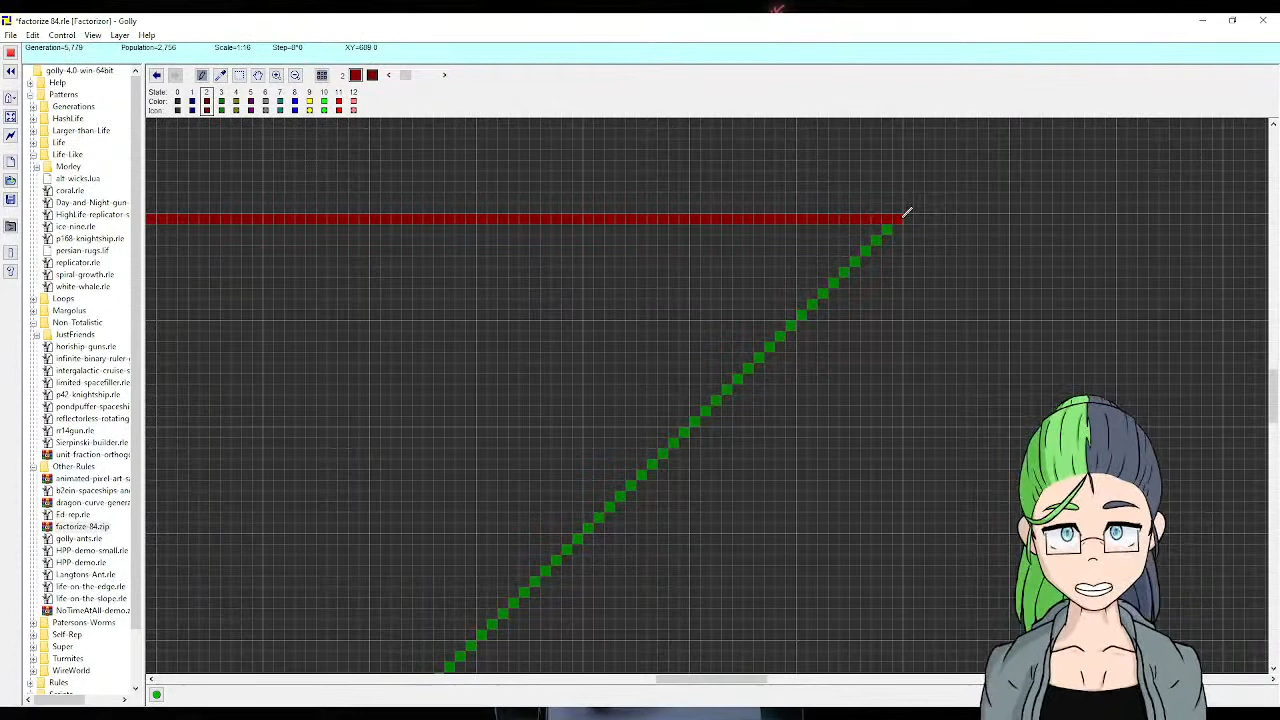 *factorize 84.rle [Factorizor] - Golly
File Edit Control View Layer Help
Generation=5,779 Population=2,756 Scale=1:16 Step=8^0 XY=689 0
2
State: 0 1 2 3 4 5 6 7 8 9 10 11 12
Color:
Icon:
golly-4.0-win-64bit
Help
Patterns
Generations
HashLife
Larger-than-Life
Life
Life-Like
Morley
alt-wicks.lua
coral.rle
Day-and-Night-gun-
HighLife-replicator-s
ice-nine.rle
p168-knightship.rle
persian-rugs.lif
replicator.rle
spiral-growth.rle
white-whale.rle
Loops
Margolus
Non-Totalistic
JustFriends
horiship-guns.rle
infinite-binary-ruler-
intergalactic-cruise-s
limited-spacefiller.rle
p42-knightship.rle
pondpuffer-spaceshi
reflectorless-rotating
rr14gun.rle
Sierpinski-builder.rle
unit-fraction-orthog
Other-Rules
animated-pixel-art-s
b2ein-spaceships-an
dragon-curve-genera
Ed-rep.rle
factorize-84.zip
golly-ants.rle
HPP-demo-small.rle
HPP-demo.rle
Langtons-Ant.rle
life-on-the-edge.rle
life-on-the-slope.rle
NoTimeAtAll-demo.z
Patersons-Worms
Self-Rep
Super
Turmites
WireWorld
Rules
Scripts